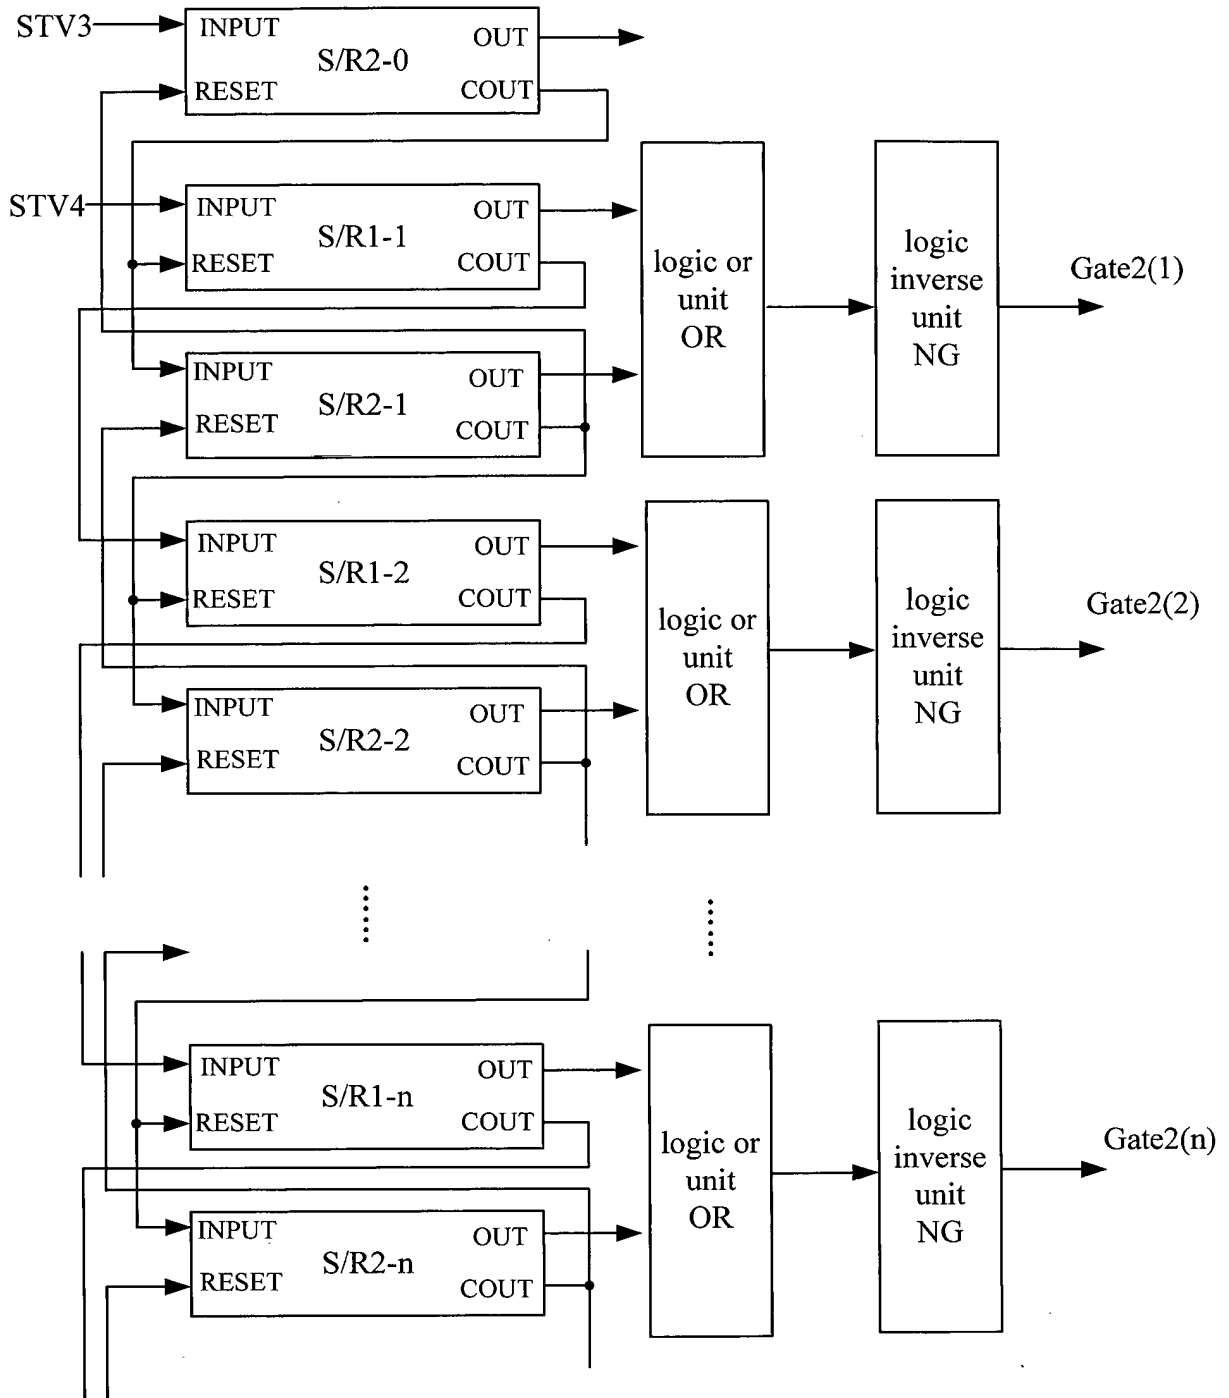 STV3
INPUT
OUT
S/R2-0
RESET
COUT
STV4
INPUT
OUT
S/R1-1
RESET
COUT
logic or
unit
OR
logic
inverse
unit
NG
Gate2(1)
INPUT
OUT
S/R2-1
RESET
COUT
INPUT
OUT
S/R1-2
RESET
COUT
logic or
unit
OR
logic
inverse
unit
NG
Gate2(2)
INPUT
OUT
S/R2-2
RESET
COUT
INPUT
OUT
S/R1-n
RESET
COUT
logic or
unit
OR
logic
inverse
unit
NG
Gate2(n)
INPUT
OUT
S/R2-n
RESET
COUT